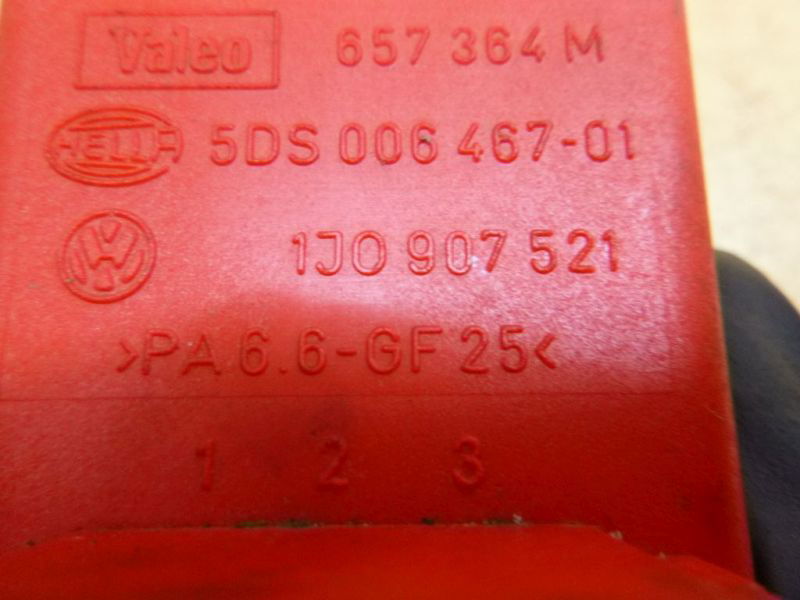 Valeo 657 364 M
HELLA 5DS 006 467-01
VW 1J0 907 521
>PA 6.6-GF 25<
1 2 3